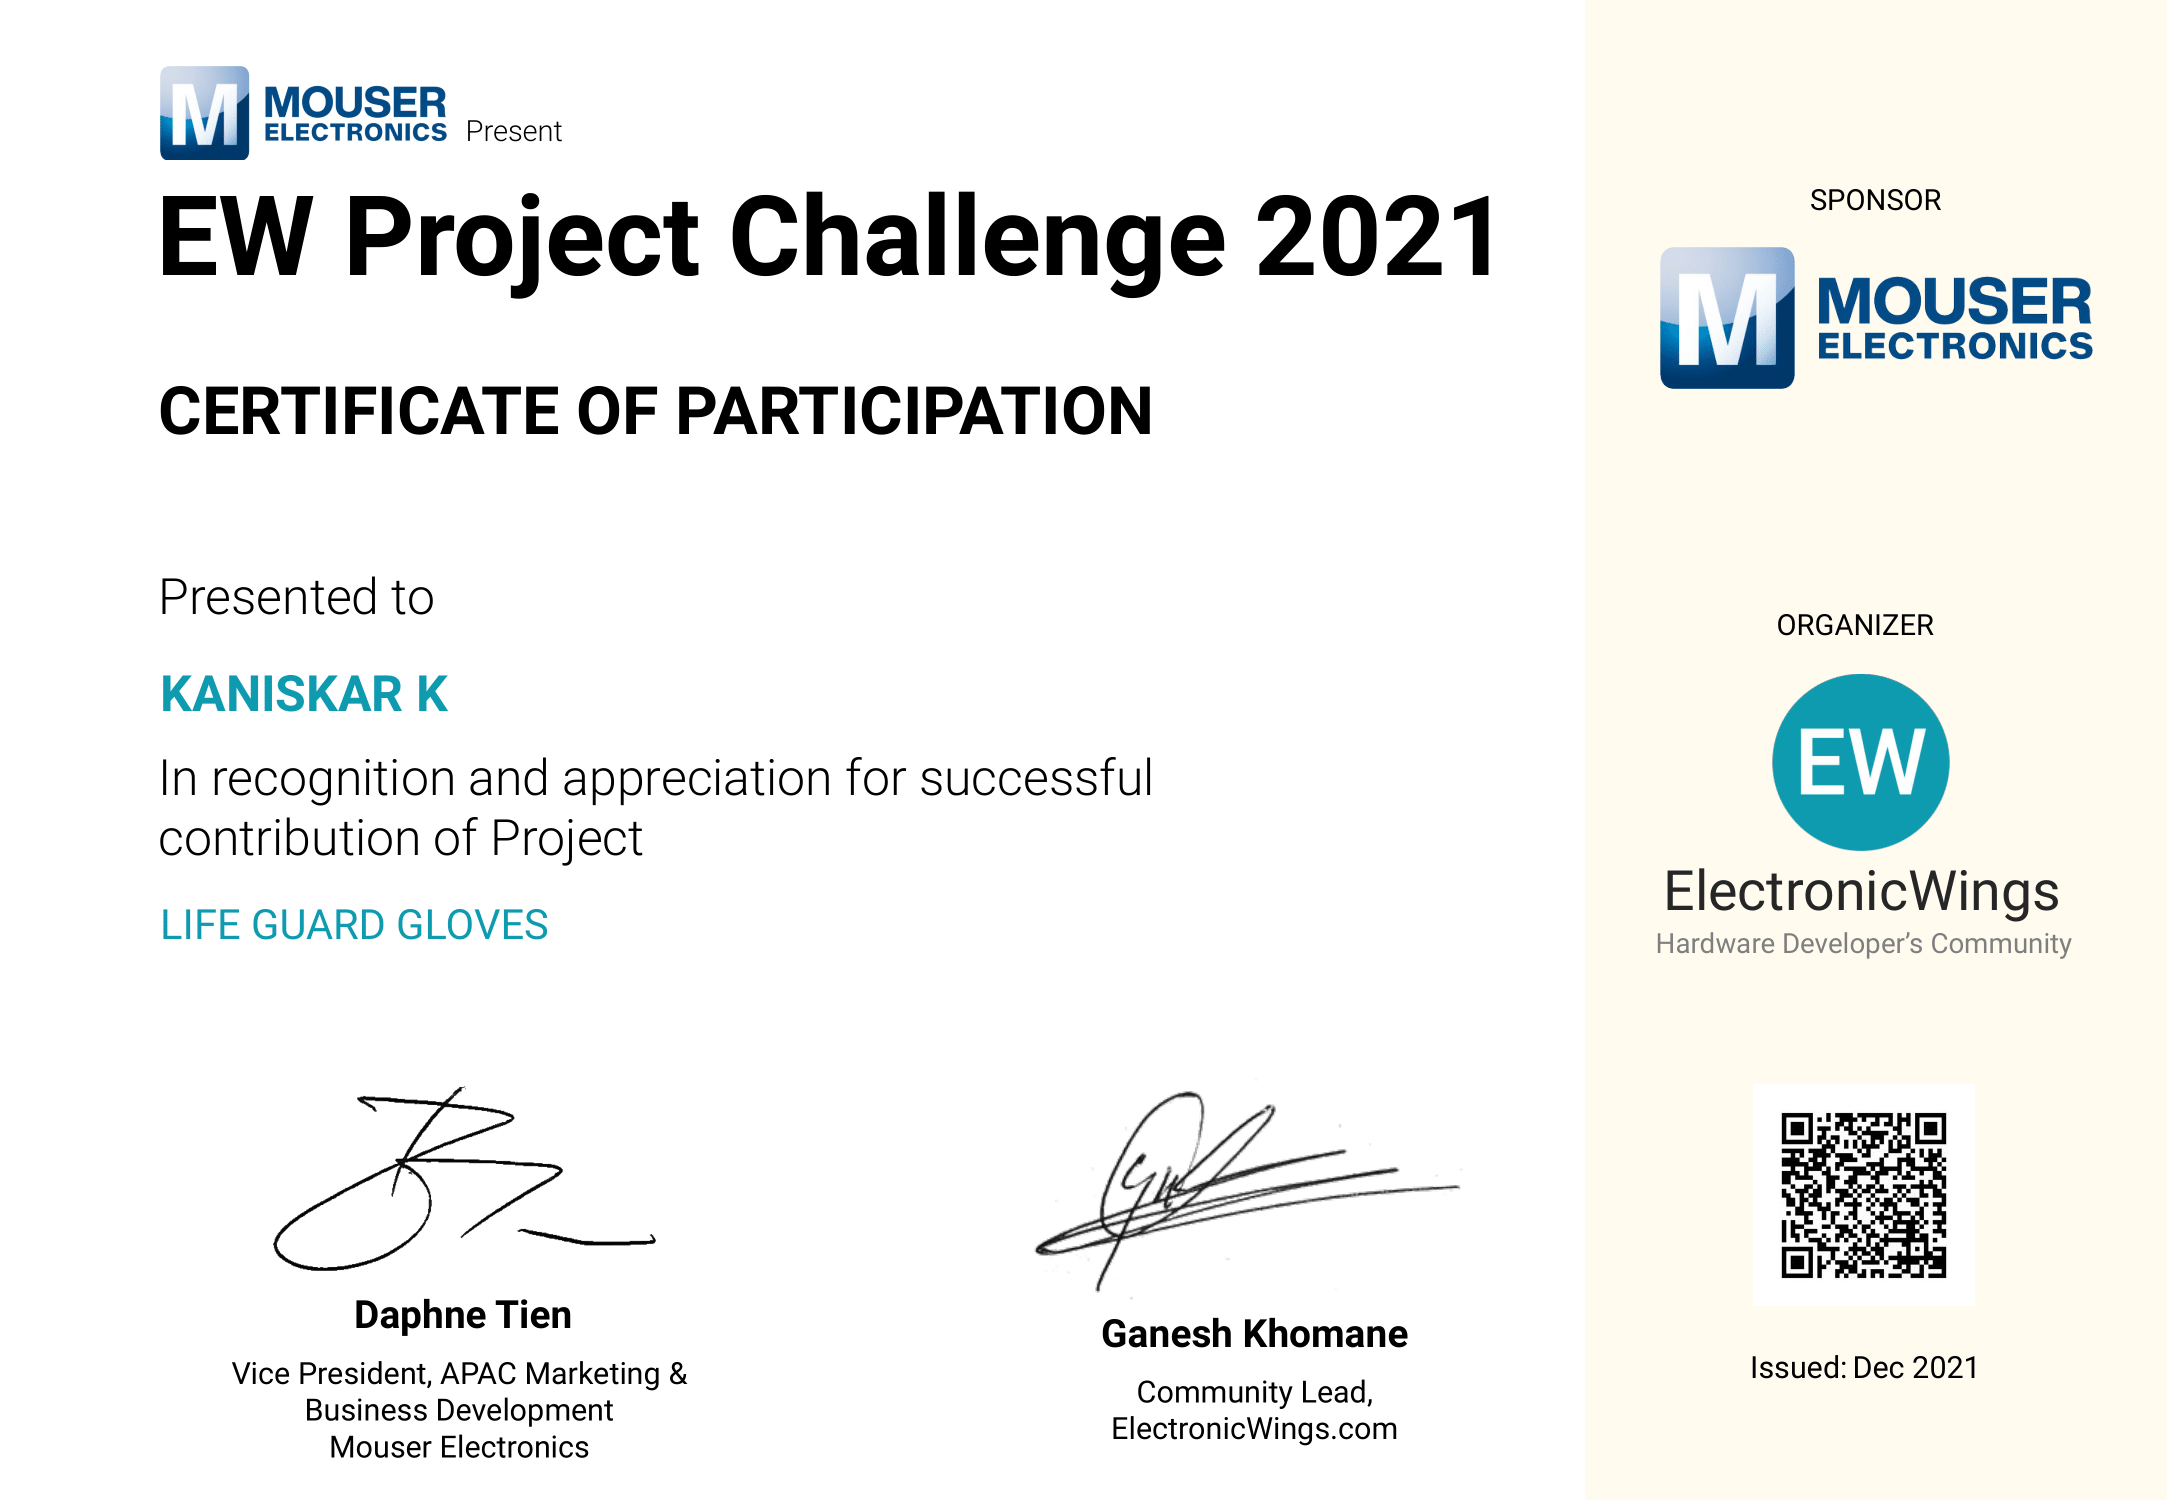 M MOUSER
ELECTRONICS Present
EW Project Challenge 2021
CERTIFICATE OF PARTICIPATION
Presented to
KANISKAR K
In recognition and appreciation for successful
contribution of Project
LIFE GUARD GLOVES
Daphne Tien
Vice President, APAC Marketing &
Business Development
Mouser Electronics
Ganesh Khomane
Community Lead,
ElectronicWings.com
SPONSOR
M MOUSER
ELECTRONICS
ORGANIZER
EW
ElectronicWings
Hardware Developer’s Community
Issued: Dec 2021